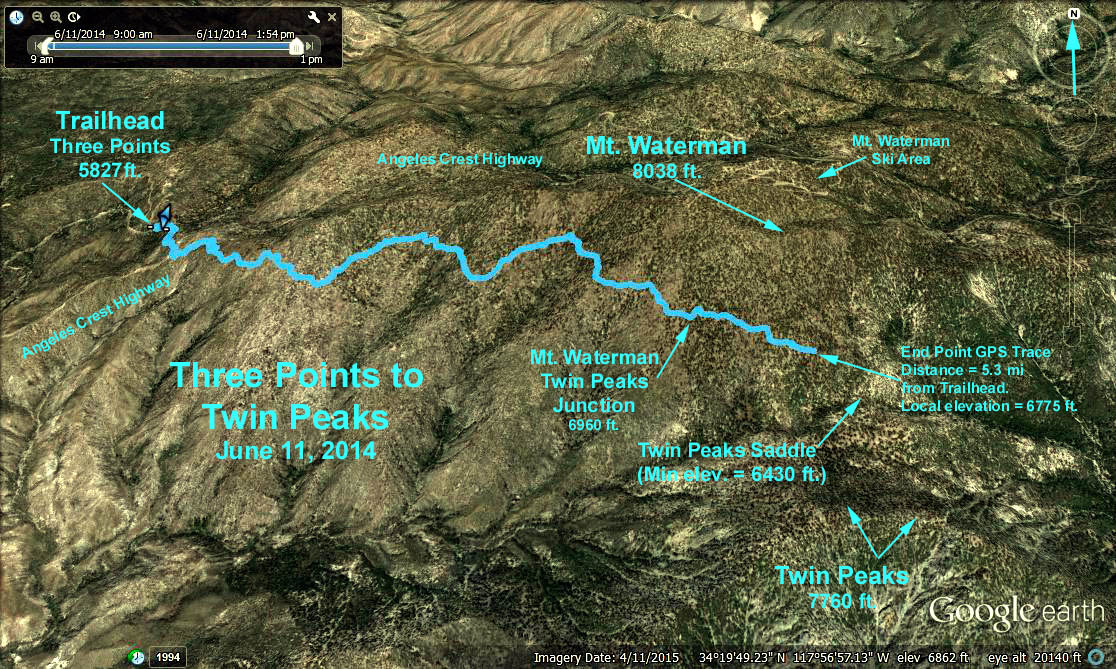 6/11/2014 9:00 am
6/11/2014 1:54 pm
9 am
1 pm
N
Trailhead
Three Points
5827ft.
Angeles Crest Highway
Mt. Waterman
8038 ft.
Mt. Waterman
Ski Area
Angeles Crest Highway
Three Points to
Twin Peaks
June 11, 2014
Mt. Waterman
Twin Peaks
Junction
6960 ft.
End Point GPS Trace
Distance = 5.3 mi
from Trailhead.
Local elevation = 6775 ft.
Twin Peaks Saddle
(Min elev. = 6430 ft.)
Twin Peaks
7760 ft.
Google earth
1994
Imagery Date: 4/11/2015 34°19'49.23" N 117°56'57.13" W elev 6862 ft eye alt 20140 ft